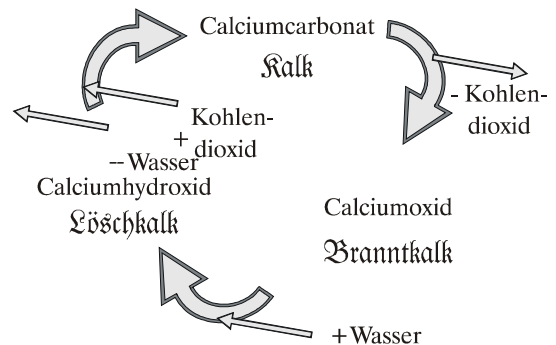 Calciumcarbonat
Kalk
- Kohlen-
dioxid
Kohlen-
+ dioxid
-- Wasser
Calciumhydroxid
Löschkalk
Calciumoxid
Branntkalk
+ Wasser